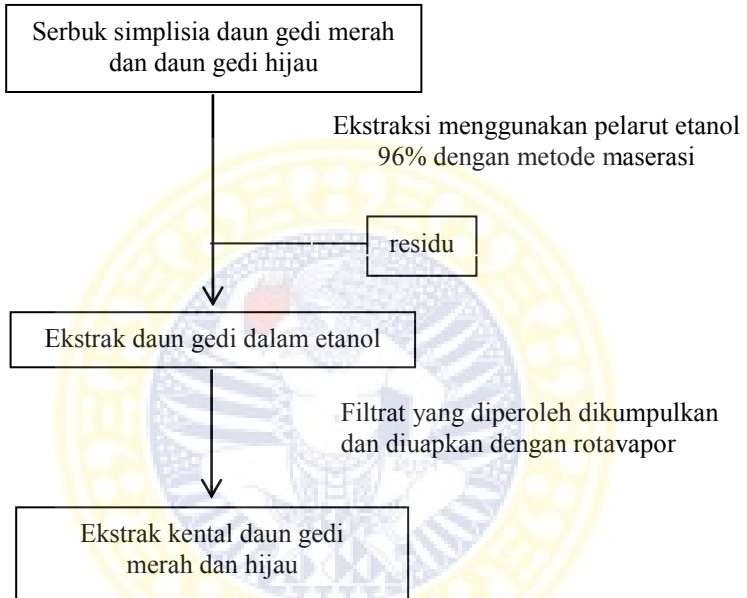 Serbuk simplisia daun gedi merah
dan daun gedi hijau
Ekstraksi menggunakan pelarut etanol
96% dengan metode maserasi
residu
Ekstrak daun gedi dalam etanol
Filtrat yang diperoleh dikumpulkan
dan diuapkan dengan rotavapor
Ekstrak kental daun gedi
merah dan hijau